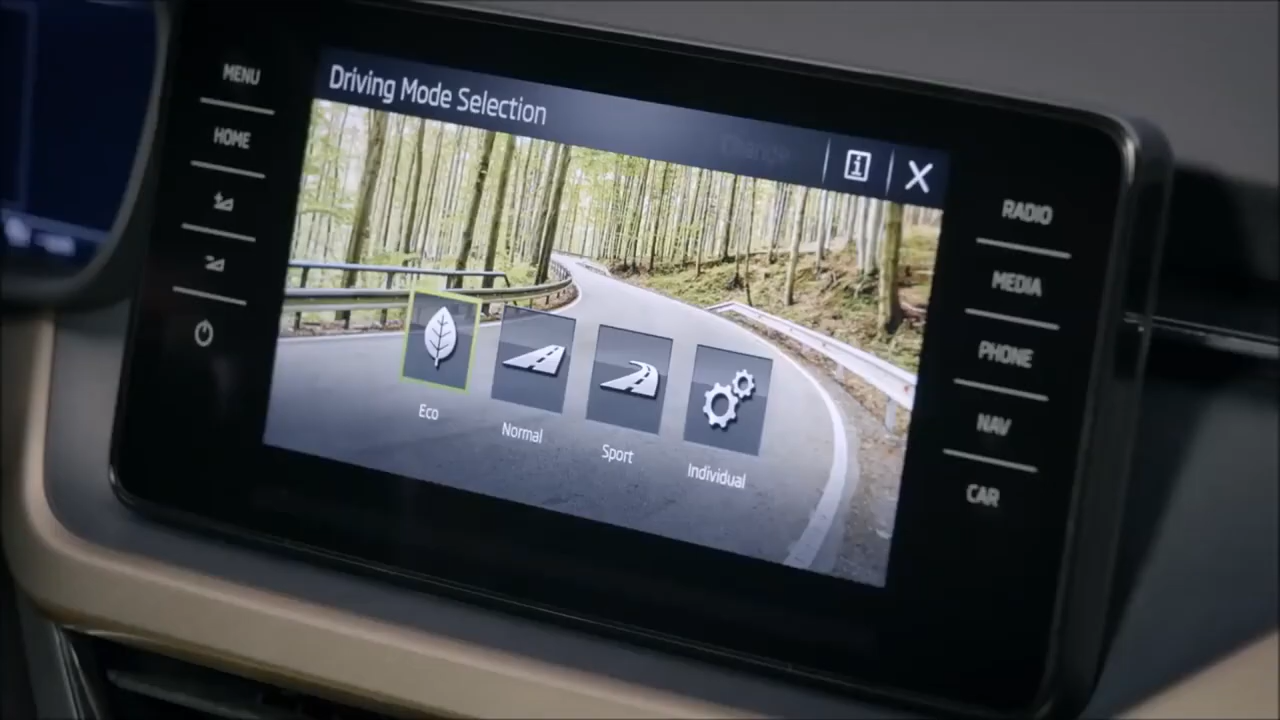 MENU
HOME
Driving Mode Selection
Eco
Normal
Sport
Individual
RADIO
MEDIA
PHONE
NAV
CAR